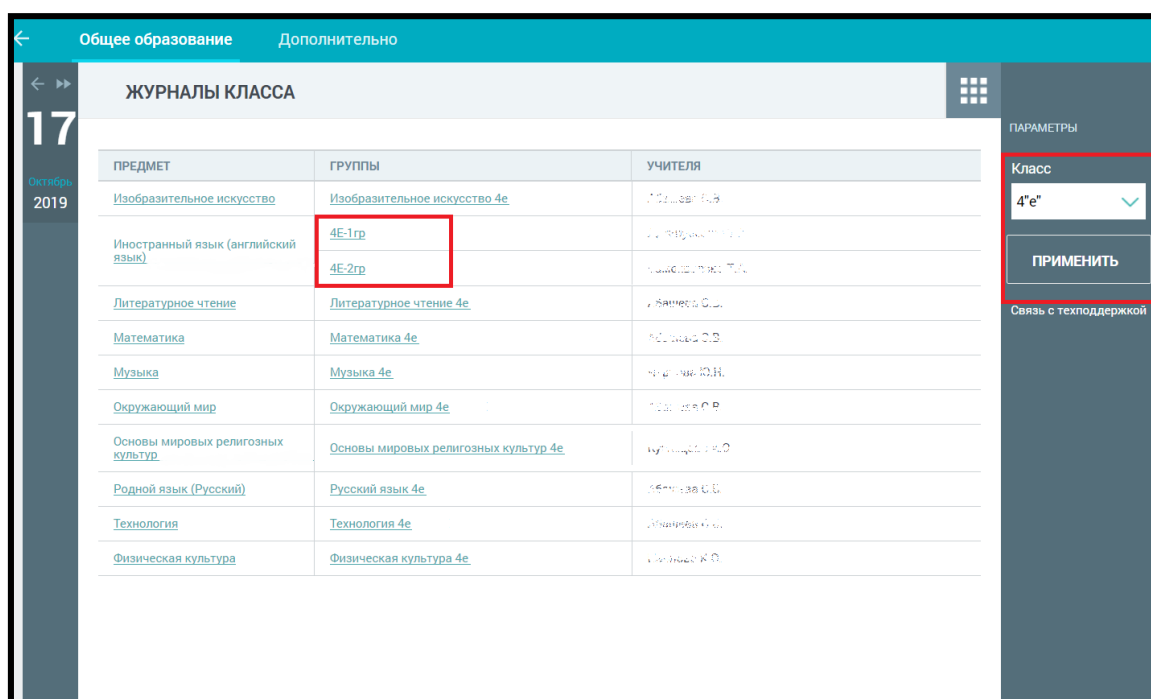 Общее образование Дополнительно
ЖУРНАЛЫ КЛАССА
17
Октябрь
2019
ПАРАМЕТРЫ
Класс
4"е"
ПРИМЕНИТЬ
Связь с техподдержкой
ПРЕДМЕТ ГРУППЫ УЧИТЕЛЯ
Изобразительное искусство Изобразительное искусство 4е
Иностранный язык (английский
язык)
4Е-1гр
4Е-2гр
Литературное чтение Литературное чтение 4е
Математика Математика 4е
Музыка Музыка 4е
Окружающий мир Окружающий мир 4е
Основы мировых религозных
культур
Основы мировых религозных культур 4е
Родной язык (Русский) Русский язык 4е
Технология Технология 4е
Физическая культура Физическая культура 4е